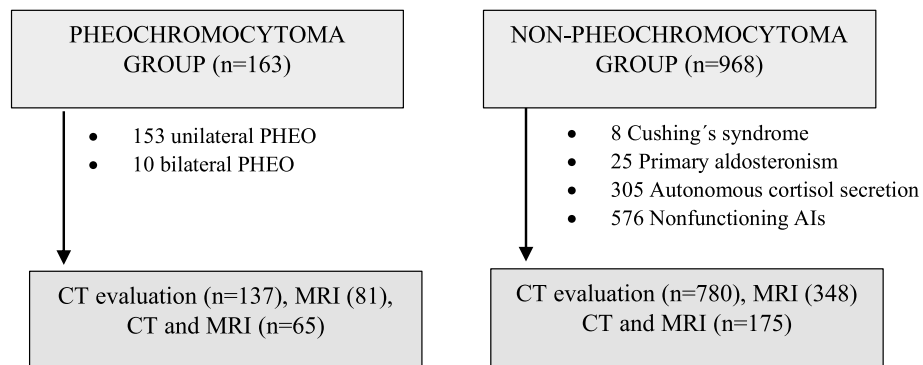 PHEOCHROMOCYTOMA
GROUP (n=163)
• 153 unilateral PHEO
• 10 bilateral PHEO
CT evaluation (n=137), MRI (81),
CT and MRI (n=65)
NON-PHEOCHROMOCYTOMA
GROUP (n=968)
• 8 Cushing´s syndrome
• 25 Primary aldosteronism
• 305 Autonomous cortisol secretion
• 576 Nonfunctioning AIs
CT evaluation (n=780), MRI (348)
CT and MRI (n=175)